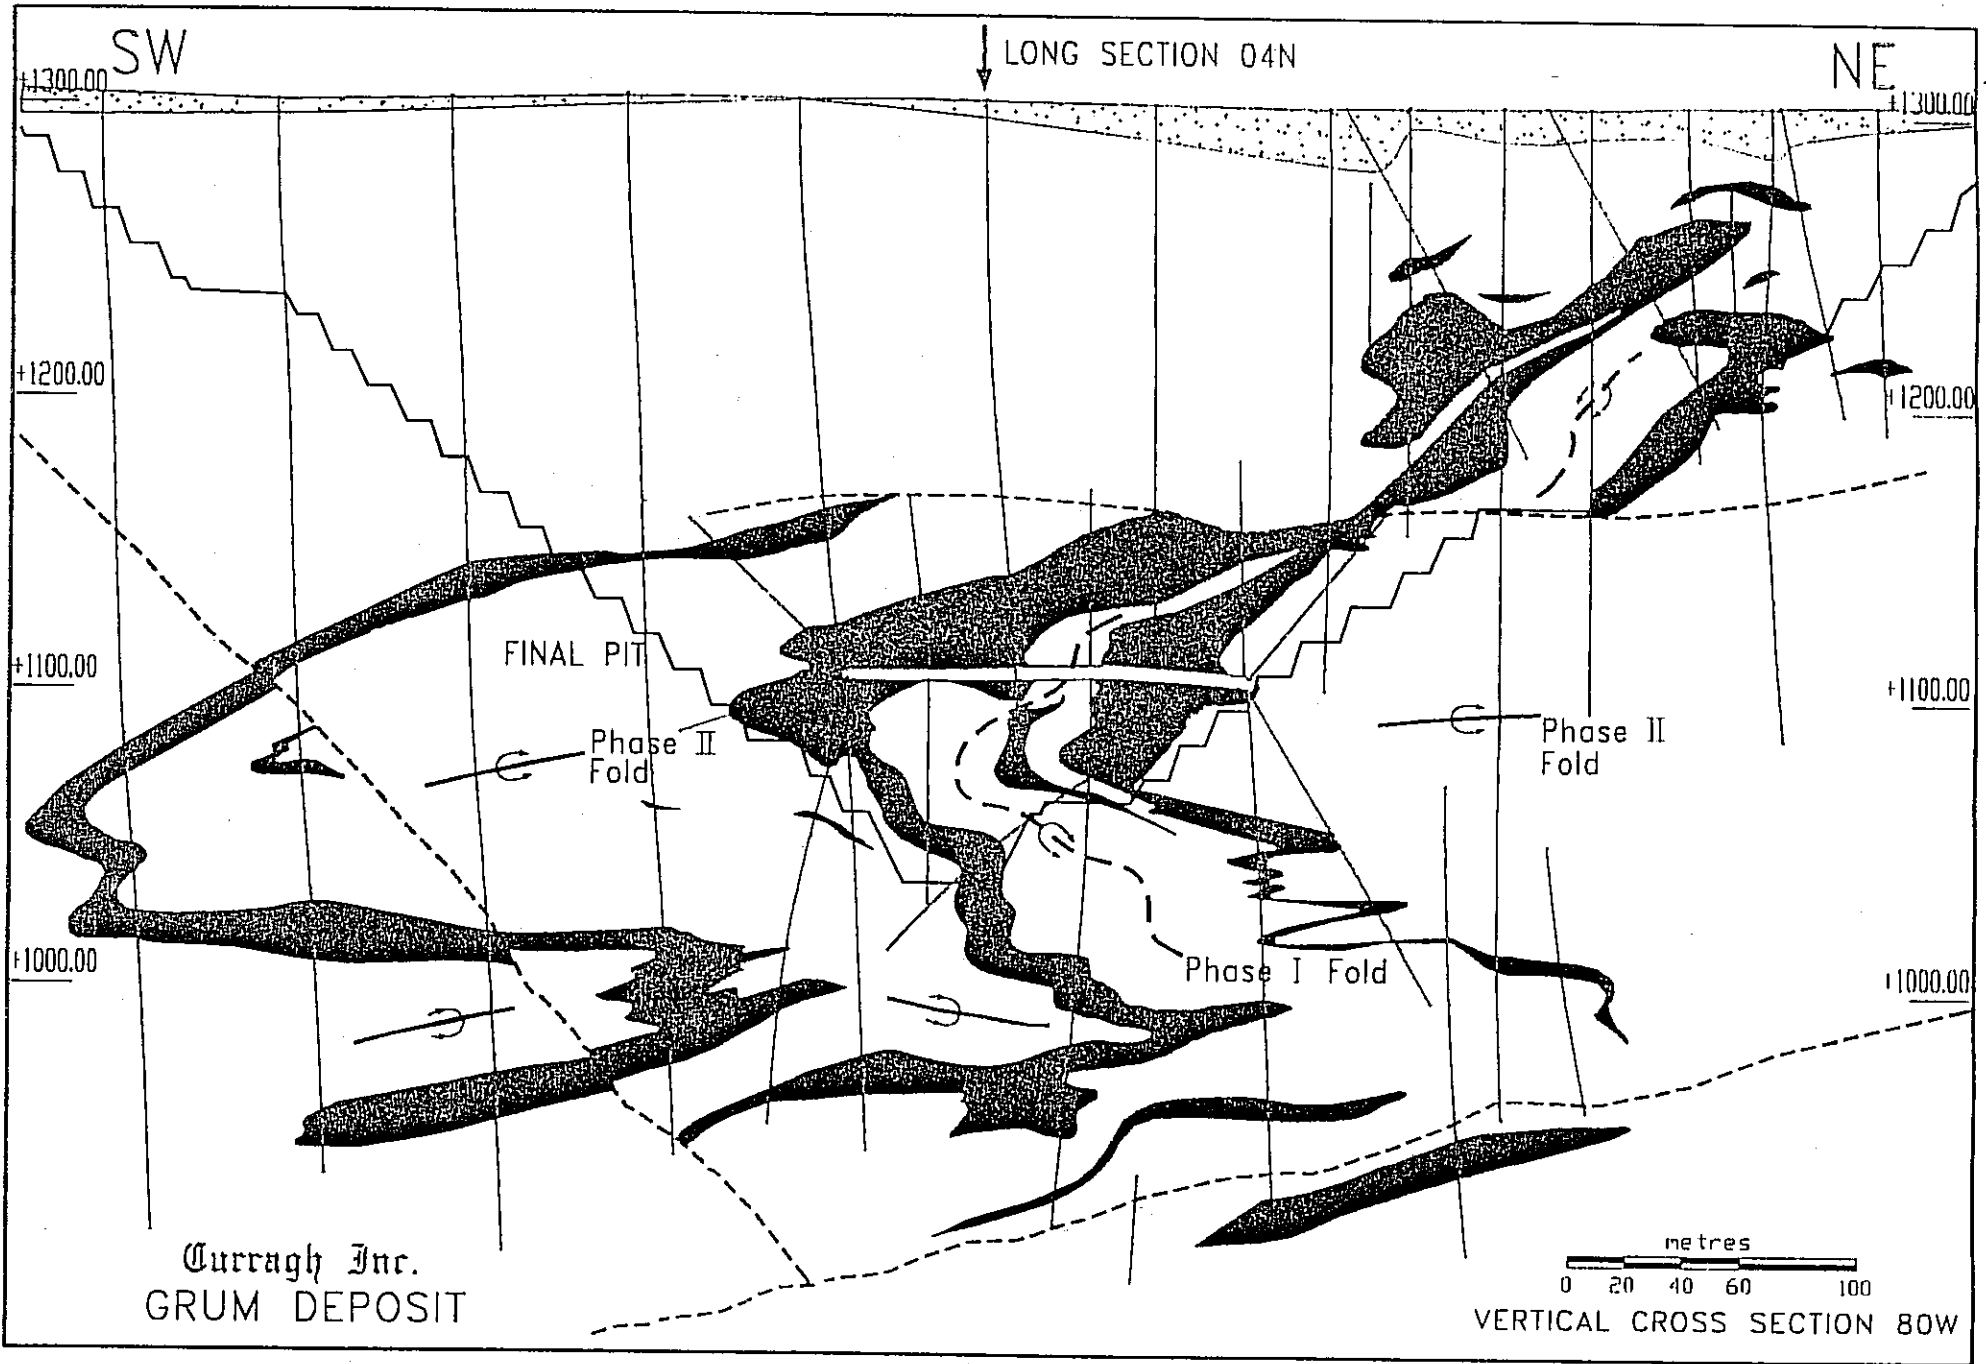 SW
LONG SECTION 04N
NE
+1300.00
+1300.00
+1200.00
+1200.00
FINAL PIT
+1100.00
+1100.00
Phase II
Fold
Phase II
Fold
+1000.00
Phase I Fold
+1000.00
Curragh Inc.
GRUM DEPOSIT
metres
0 20 40 60 100
VERTICAL CROSS SECTION 80W